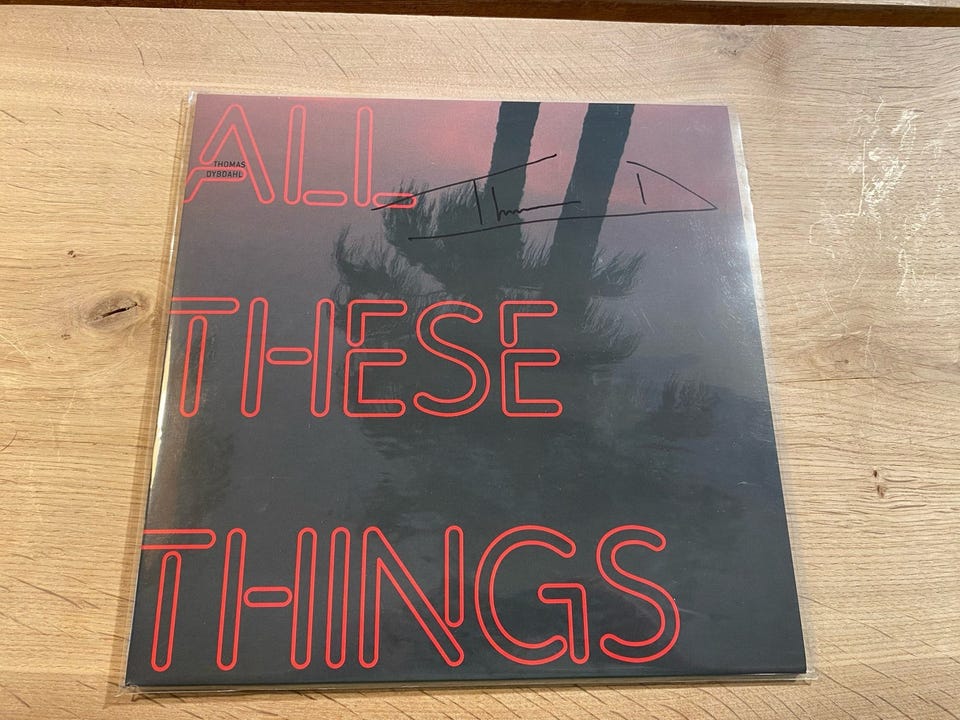 ALL
THOMAS
DYBDAHL
THESE
THINGS